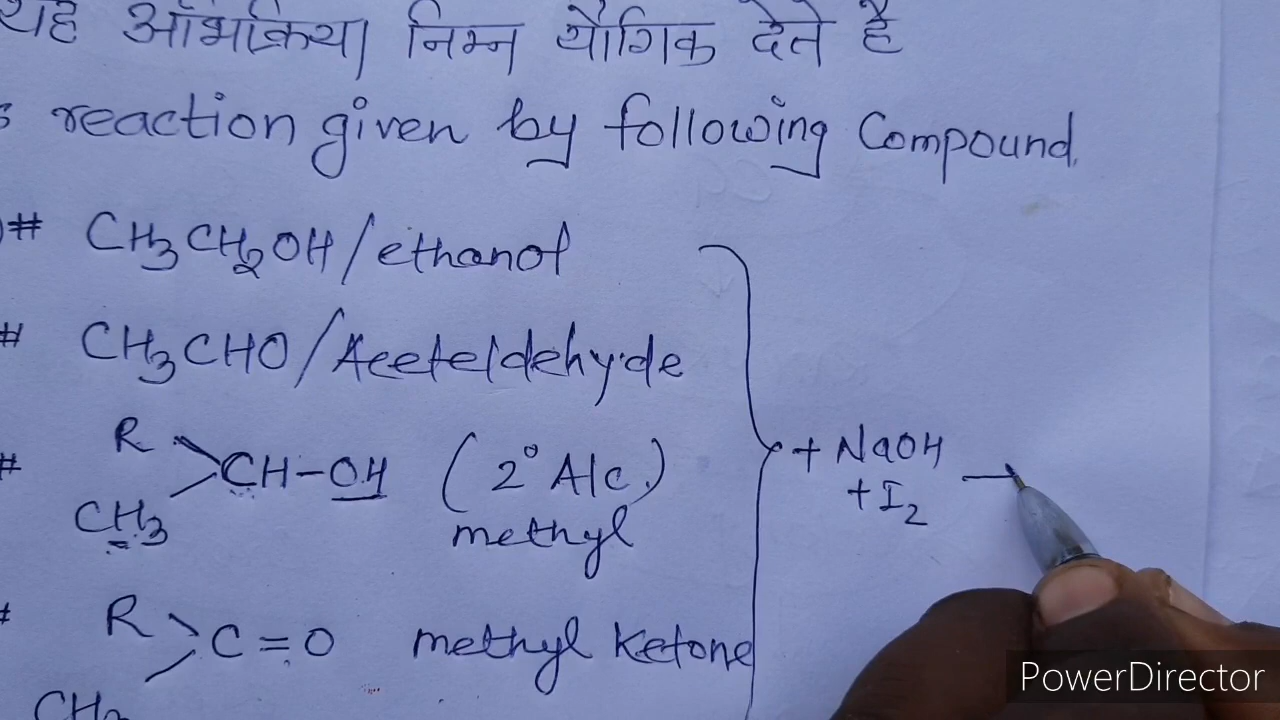 यह अभिक्रिया निम्न यौगिक देते है
reaction given by following Compound.
# CH3CH2OH/ethanol
# CH3CHO/Aceteldehyde
R
# CH-OH (2° Alc.)
CH3 methyl
+ NaOH
+I2
R
# C=O methyl Ketone
CH3
PowerDirector